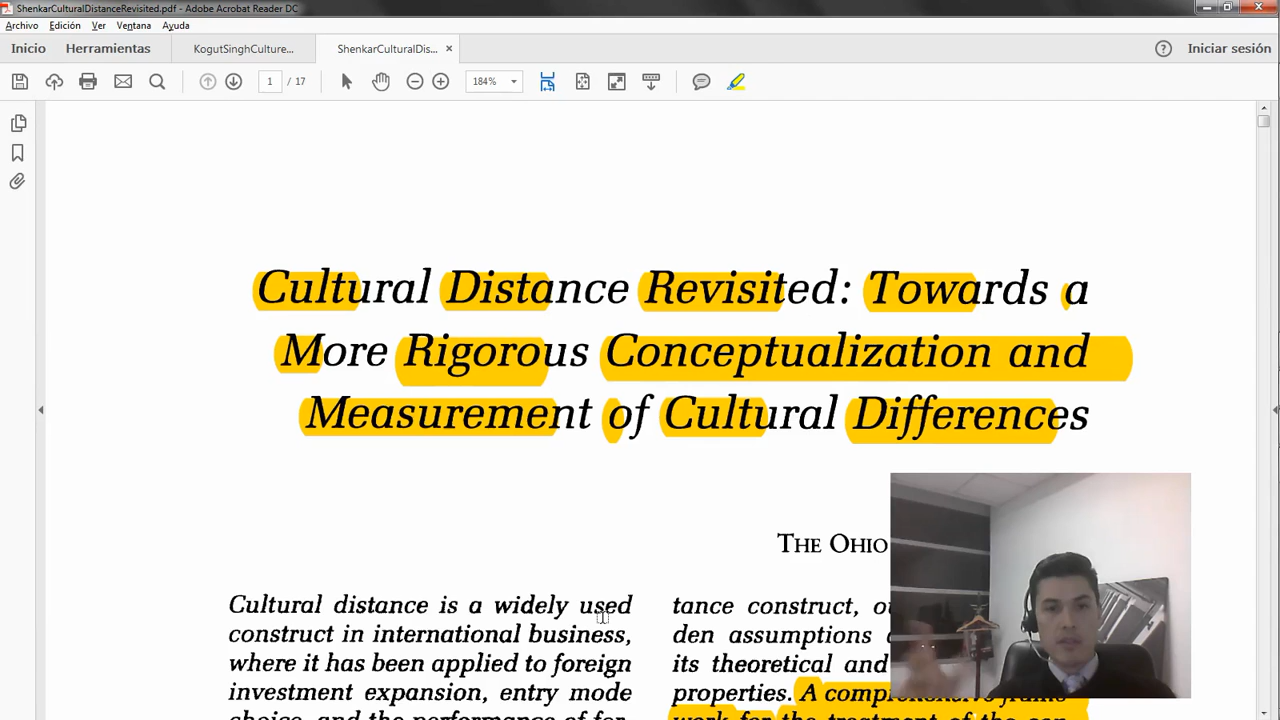 ShenkarCulturalDistanceRevisited.pdf - Adobe Acrobat Reader DC
Archivo Edición Ver Ventana Ayuda
Inicio Herramientas KogutSinghCulture... ShenkarCulturalDis... × Iniciar sesión
1 / 17 184%
Cultural Distance Revisited: Towards a
More Rigorous Conceptualization and
Measurement of Cultural Differences
THE OHIO
Cultural distance is a widely used
construct in international business,
where it has been applied to foreign
investment expansion, entry mode
choice, and the performance of for-
tance construct,
den assumptions
its theoretical and
properties. A
work for the treatment of the con-